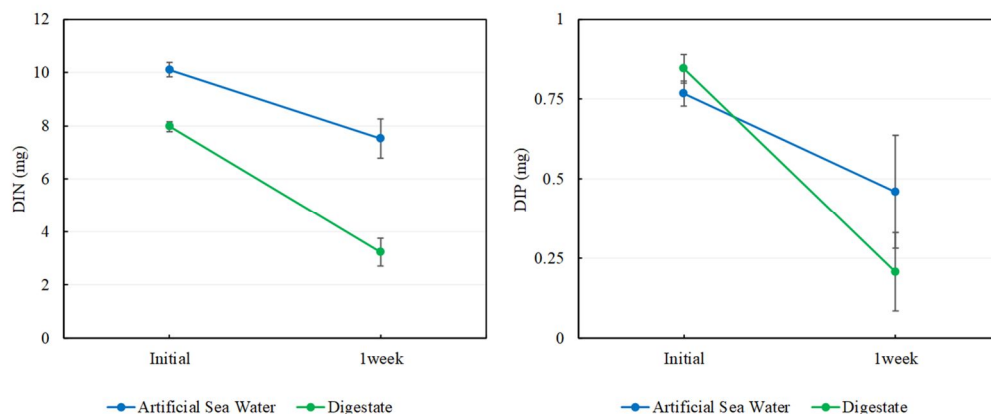 DIN (mg)
12
10
8
6
4
2
0
Initial
1week
Artificial Sea Water
Digestate
DIP (mg)
1
0.75
0.5
0.25
0
Initial
1week
Artificial Sea Water
Digestate